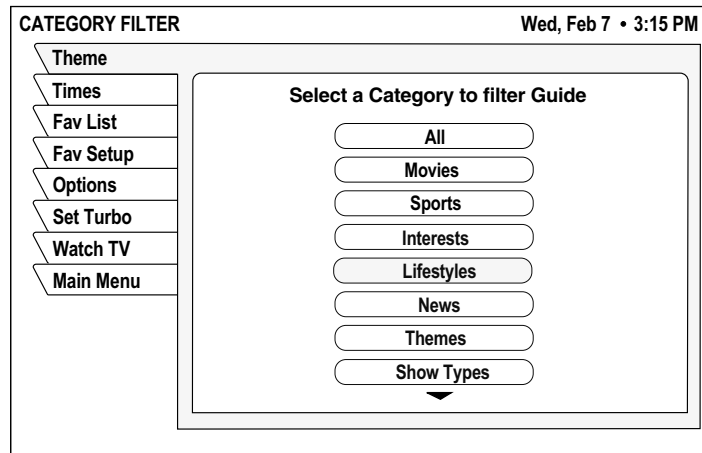 CATEGORY FILTER
Wed, Feb 7 • 3:15 PM
Theme
Times
Fav List
Fav Setup
Options
Set Turbo
Watch TV
Main Menu
Select a Category to filter Guide
All
Movies
Sports
Interests
Lifestyles
News
Themes
Show Types